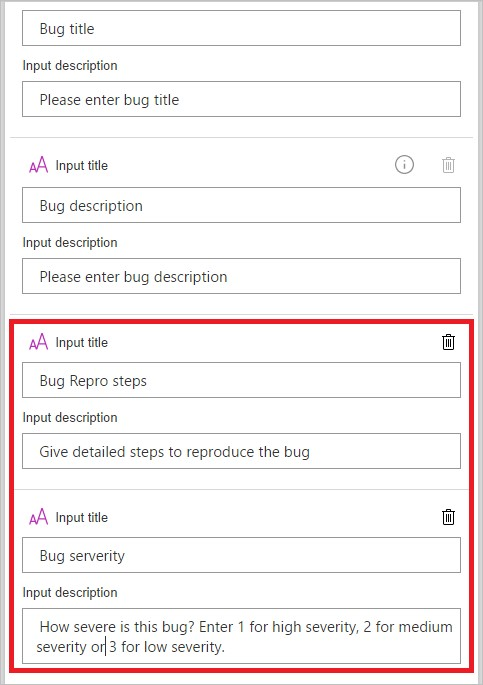 Bug title
Input description
Please enter bug title
Input title
Bug description
Input description
Please enter bug description
Input title
Bug Repro steps
Input description
Give detailed steps to reproduce the bug
Input title
Bug serverity
Input description
How severe is this bug? Enter 1 for high severity, 2 for medium
severity or 3 for low severity.